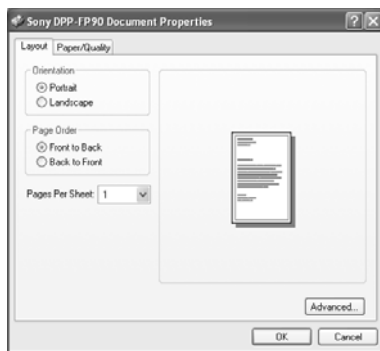 Sony DPP-FP90 Document Properties
Layout Paper/Quality
Orientation
Portrait
Landscape
Page Order
Front to Back
Back to Front
Pages Per Sheet: 1
Advanced...
OK Cancel